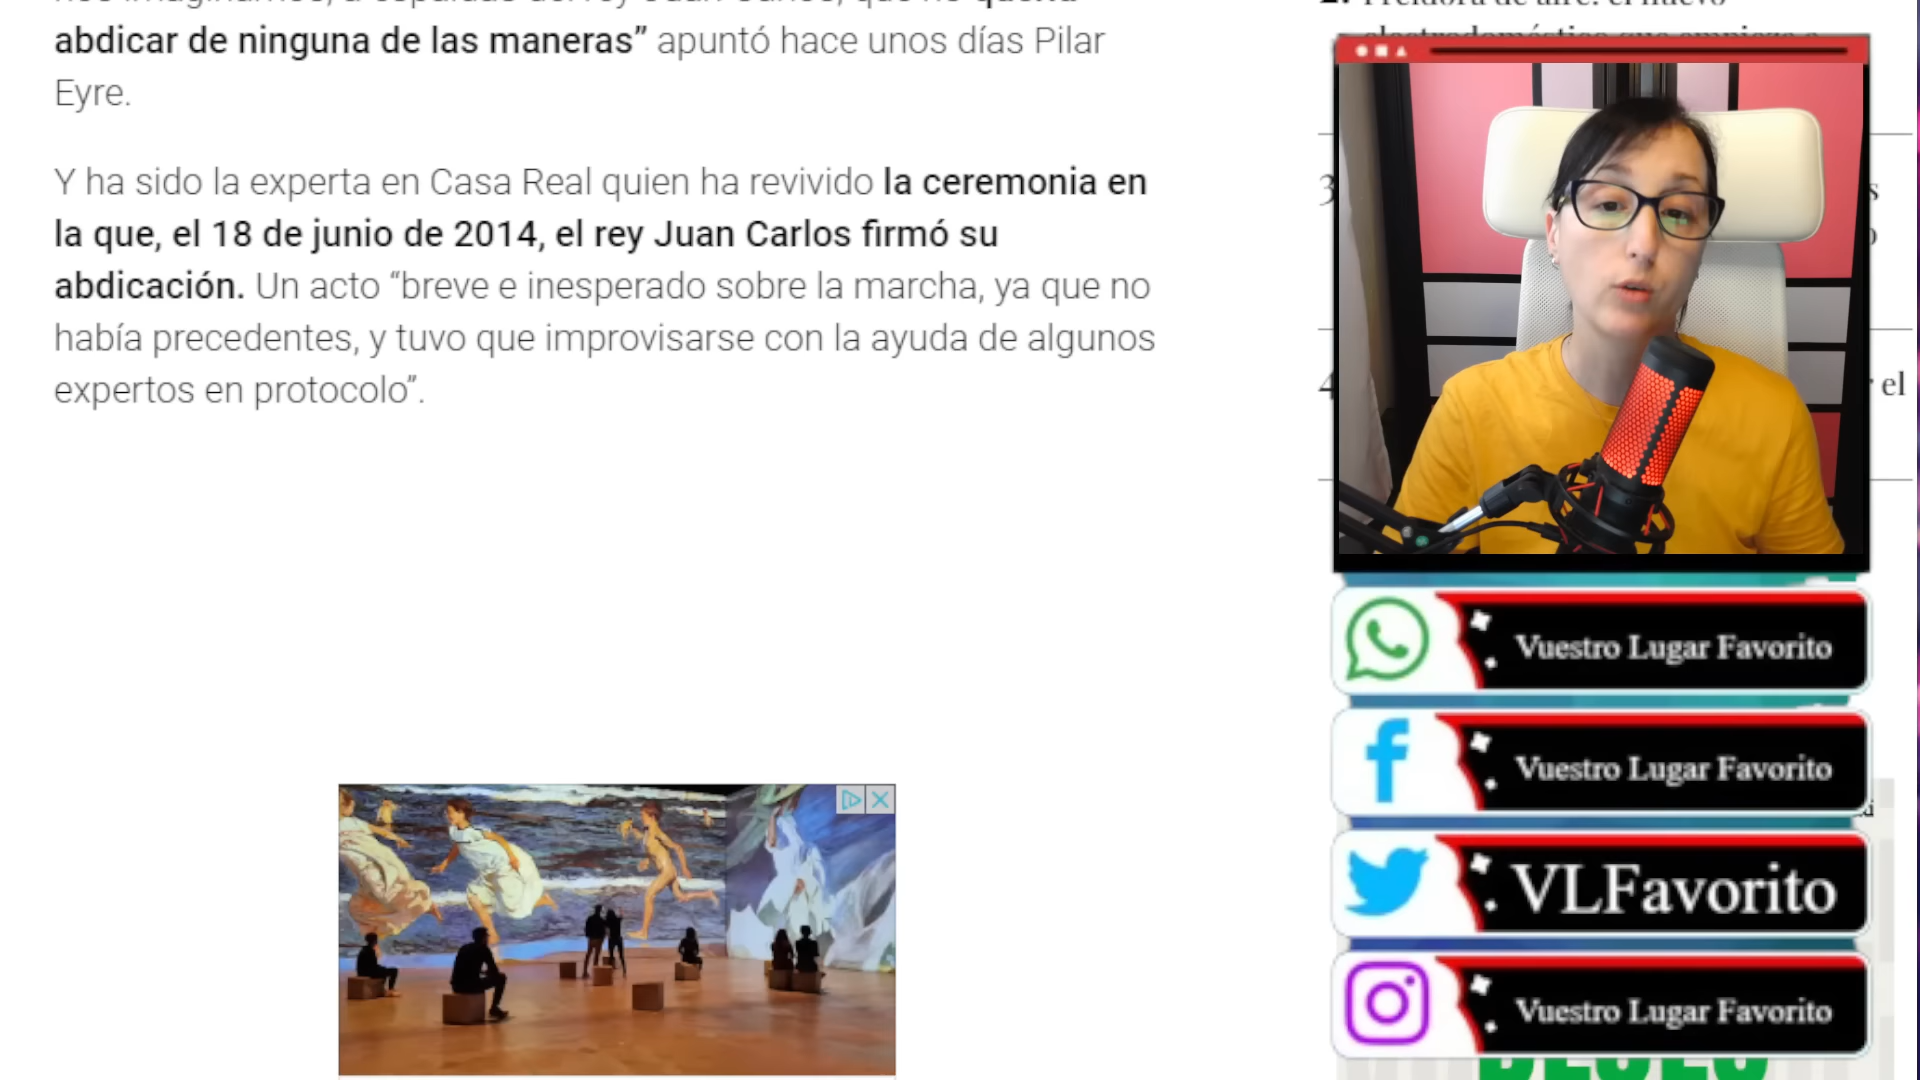 abdicar de ninguna de las maneras” apuntó hace unos días Pilar
Eyre.
Y ha sido la experta en Casa Real quien ha revivido la ceremonia en
la que, el 18 de junio de 2014, el rey Juan Carlos firmó su
abdicación. Un acto “breve e inesperado sobre la marcha, ya que no
había precedentes, y tuvo que improvisarse con la ayuda de algunos
expertos en protocolo”.
el
Vuestro Lugar Favorito
Vuestro Lugar Favorito
VLFavorito
Vuestro Lugar Favorito